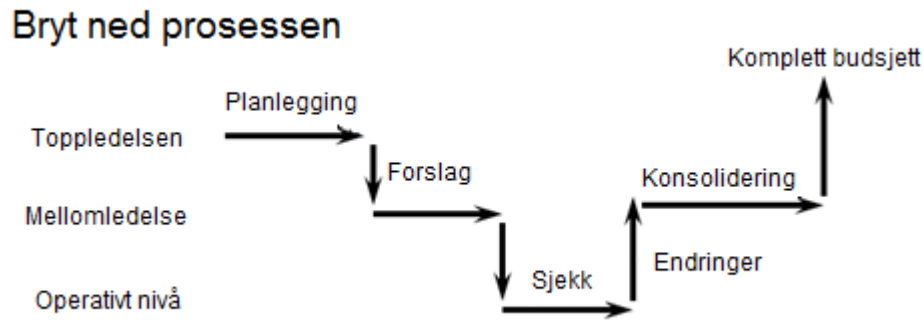 Bryt ned prosessen
Komplett budsjett
Planlegging
Toppledelsen
Forslag
Konsolidering
Mellomledelse
Endringer
Sjekk
Operativt nivå